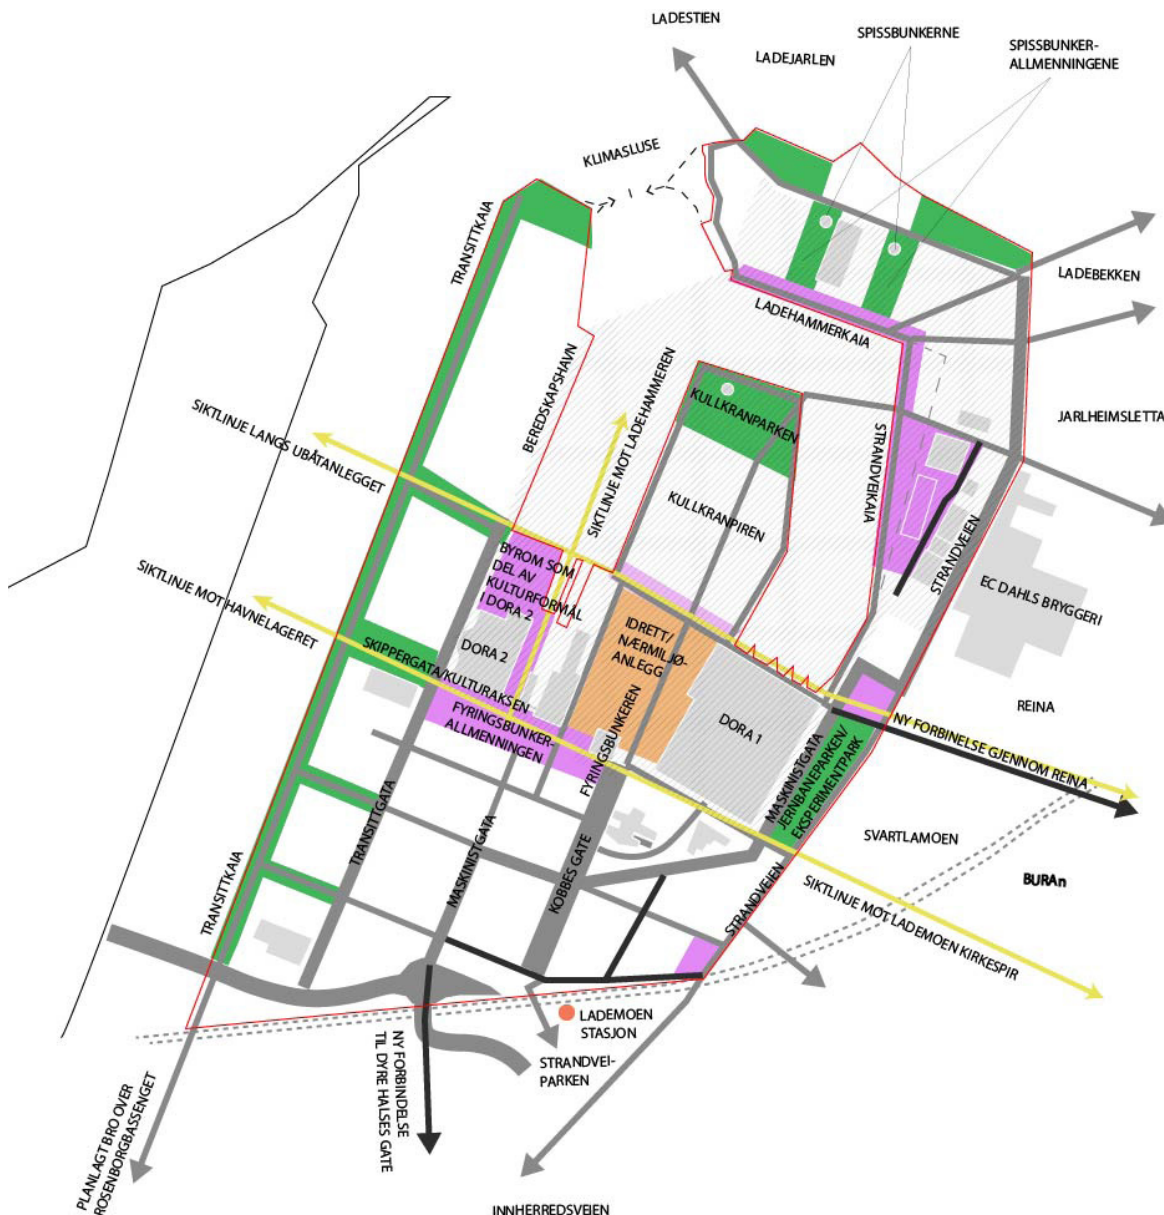 LADESTIEN
SPISSBUNKERNE
SPISSBUNKER-
ALLMENNINGENE
LADEJARLEN
KLIMASLUSE
TRANSITTKAIA
LADEBEKKEN
LADEHAMMERKAIA
BEREDSKAPSHAVN
SIKTLINJE MOT LADEHAMMEREN
KULLKRANPARKEN
JARLHEIMSLETTA
SIKTLINJE LANGS UBÅTANLEGGET
STRANDVEIKAIA
KULLKRANPIREN
STRANDVEIEN
BYROM SOM
DEL AV
KULTURFORMÅL
I DORA 2
EC DAHLS BRYGGERI
SIKTLINJE MOT HAVNELAGERET
IDRETT/
NÆRMILJØ-
ANLEGG
DORA 2
SKIPPERGATA/KULTURAKSEN
REINA
DORA 1
FYRINGSBUNKER-
ALLMENNINGEN
FYRINGSBUNKEREN
NY FORBINELSE GJENNOM REINA
MASKINISTGATA
JERNBANEPARKEN/
EKSPERIMENTPARK
SVARTLAMOEN
TRANSITTGATA
MASKINISTGATA
BURAn
KOBBES GATE
STRANDVEIEN
SIKTLINJE MOT LADEMOEN KIRKESPIR
TRANSITTKAIA
LADEMOEN
STASJON
NY FORBINDELSE
TIL DYRE HALSES GATE
STRANDVEI-
PARKEN
PLANLAGT BRO OVER
ROSENBORGBASSENGET
INNHERREDSVEIEN